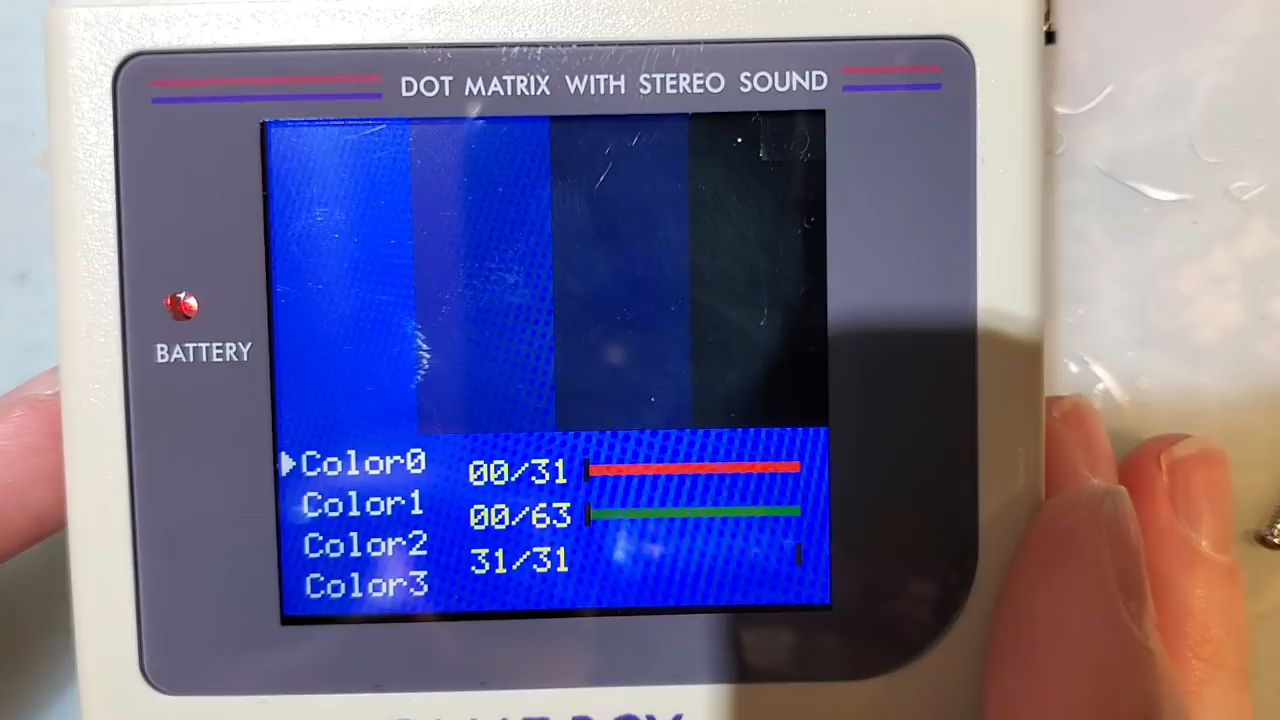 DOT MATRIX WITH STEREO SOUND
BATTERY
Color0 00/31
Color1 00/63
Color2 31/31
Color3